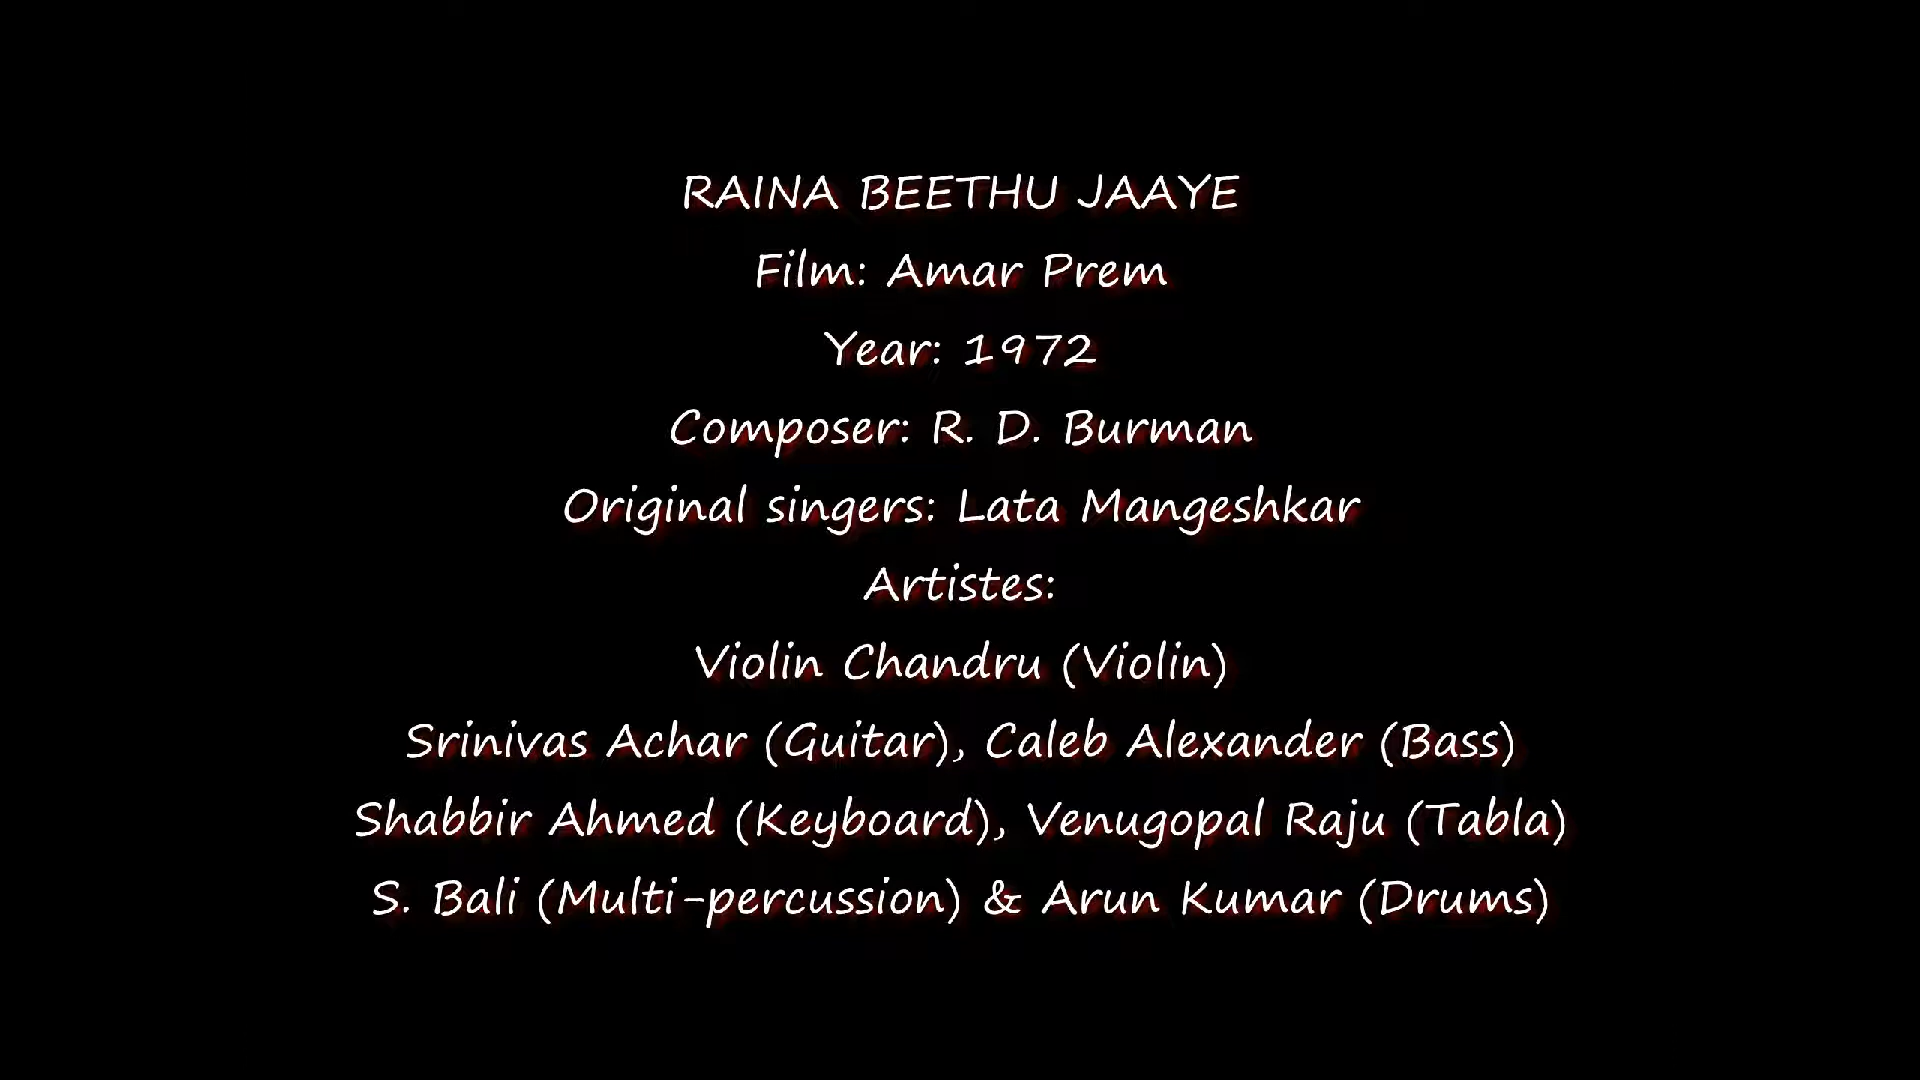 RAINA BEETHU JAAYE
Film: Amar Prem
Year: 1972
Composer: R. D. Burman
Original singers: Lata Mangeshkar
Artistes:
Violin Chandru (Violin)
Srinivas Achar (Guitar), Caleb Alexander (Bass)
Shabbir Ahmed (Keyboard), Venugopal Raju (Tabla)
S. Bali (Multi-percussion) & Arun Kumar (Drums)